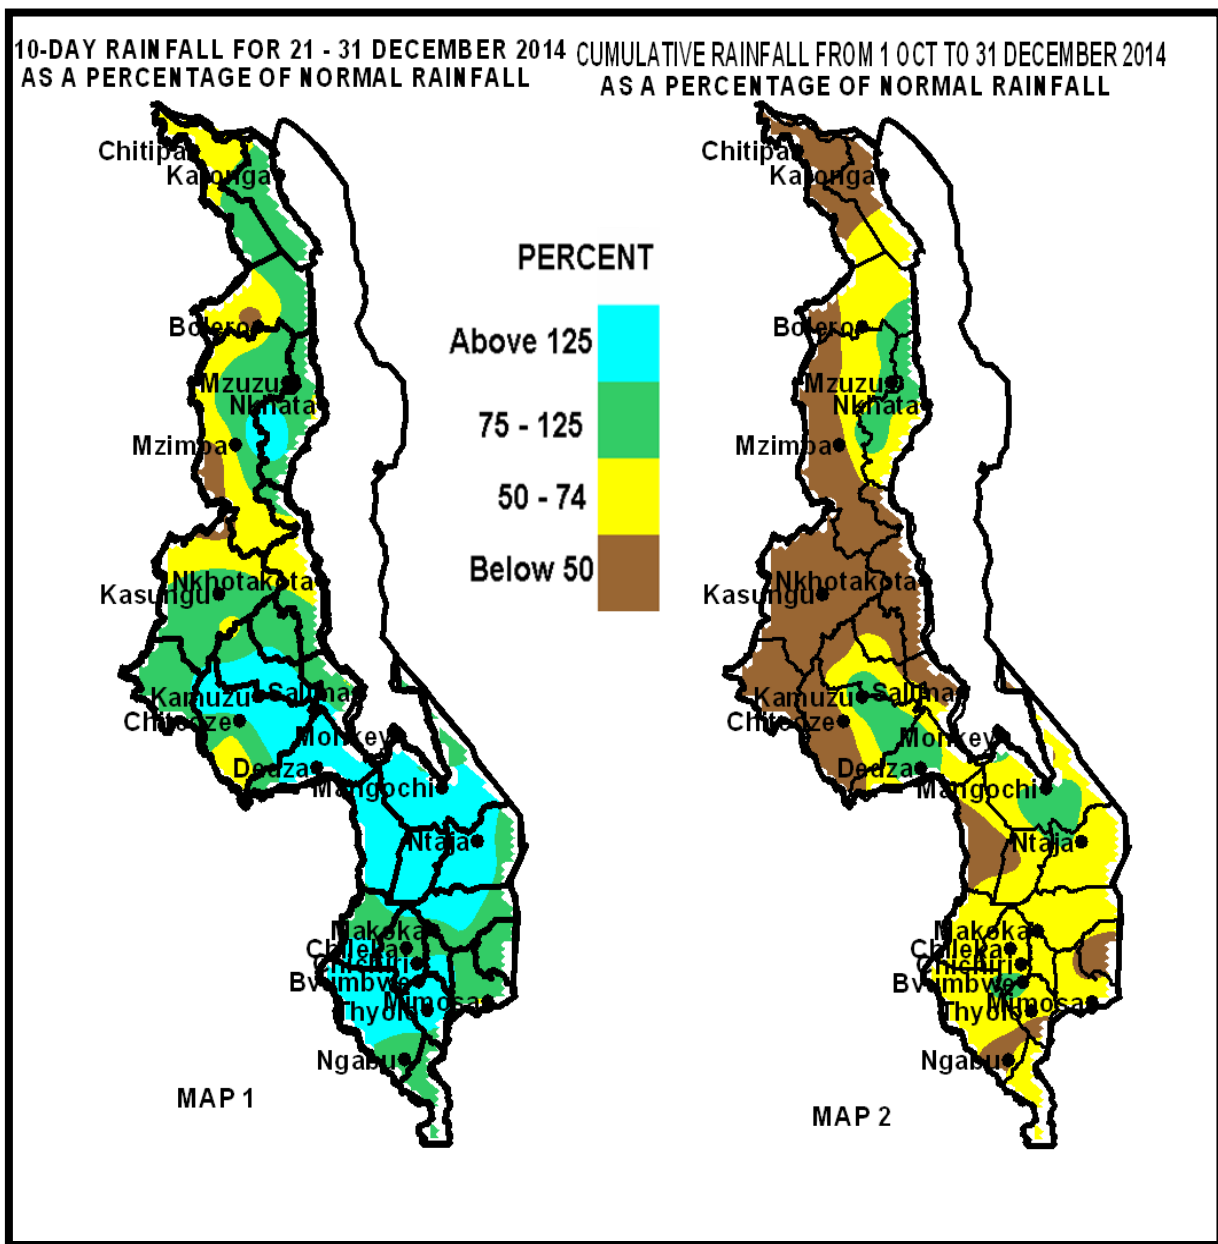 10-DAY RAINFALL FOR 21 - 31 DECEMBER 2014
AS A PERCENTAGE OF NORMAL RAINFALL
CUMULATIVE RAINFALL FROM 1 OCT TO 31 DECEMBER 2014
AS A PERCENTAGE OF NORMAL RAINFALL
Chitipa
Karonga
Bolero
Mzuzu
Nkhata
Mzimba
Nkhotakota
Kasungu
Kamuzu
Salima
Chitedze
Monkey
Dedza
Mangochi
Ntaja
Makoka
Chileka
Chichiri
Bvumbwe
Mimosa
Thyolo
Ngabu
MAP 1
PERCENT
Above 125
75 - 125
50 - 74
Below 50
Chitipa
Karonga
Bolero
Mzuzu
Nkhata
Mzimba
Nkhotakota
Kasungu
Kamuzu
Salima
Chitedze
Monkey
Dedza
Mangochi
Ntaja
Makoka
Chileka
Chichiri
Bvumbwe
Mimosa
Thyolo
Ngabu
MAP 2